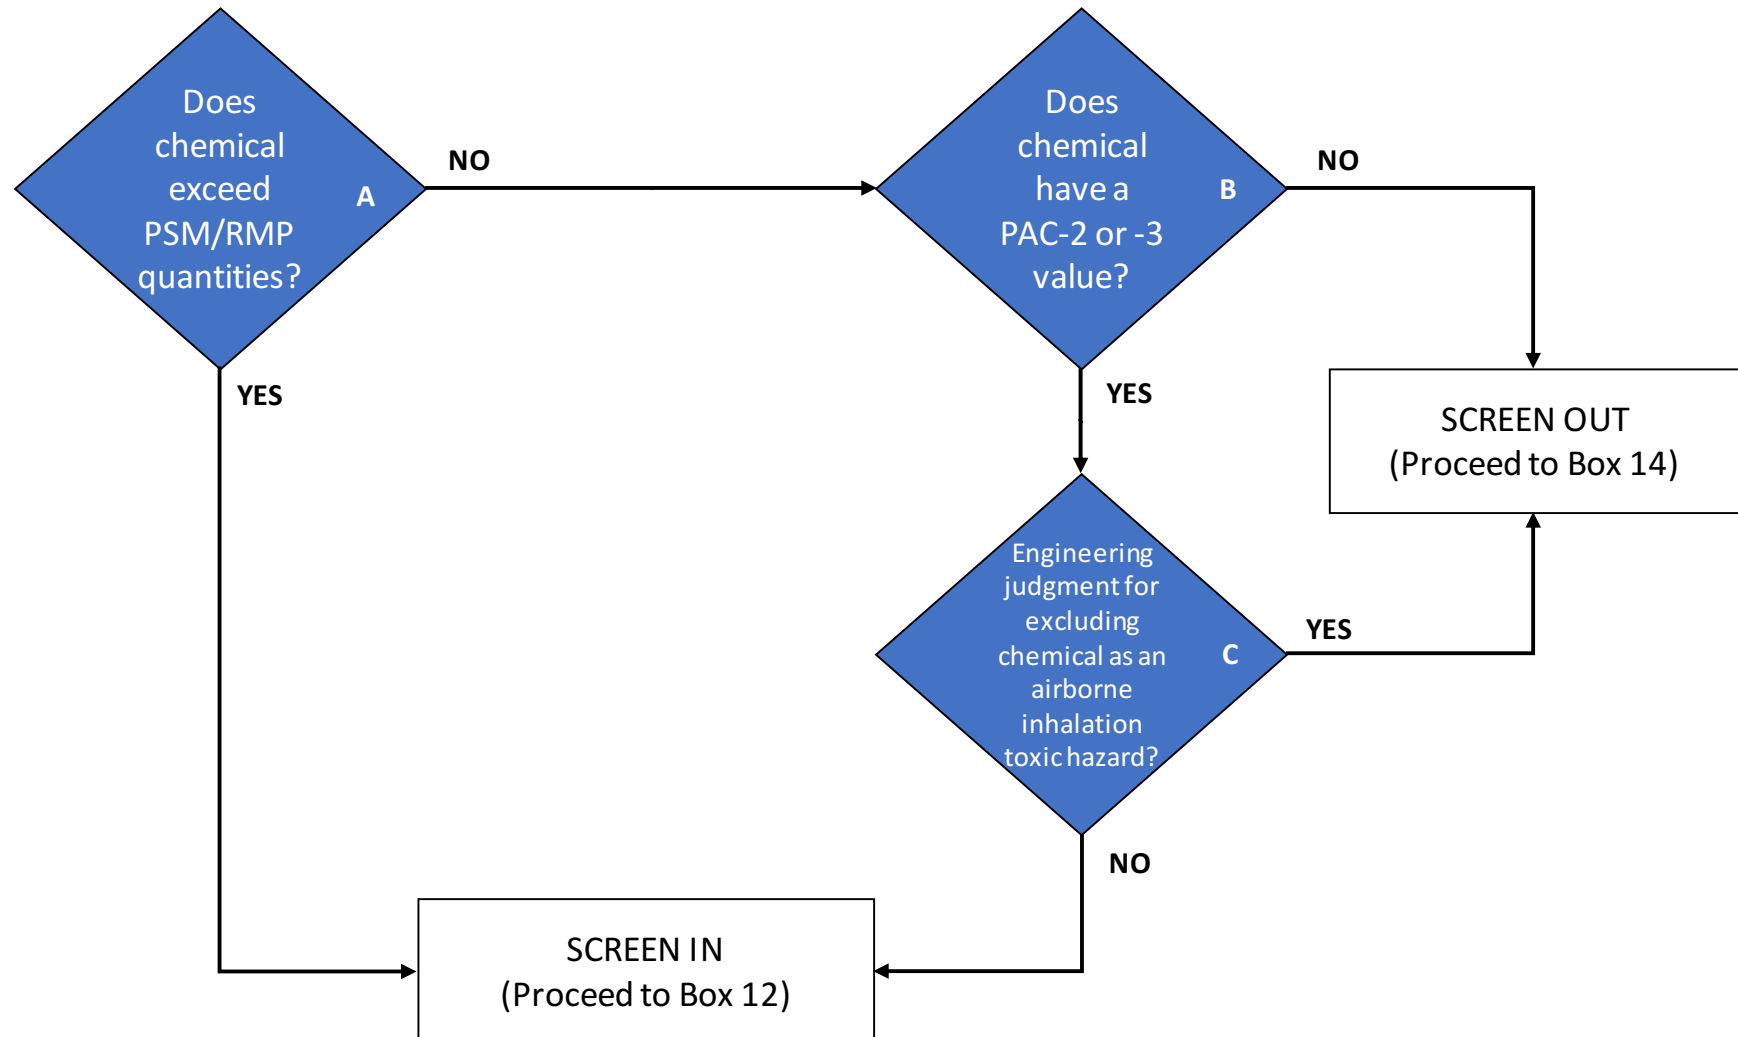 Does
chemical
exceed
PSM/RMP
quantities?
A
NO
YES
Does
chemical
have a
PAC-2 or -3
value?
B
NO
YES
SCREEN OUT
(Proceed to Box 14)
Engineering
judgment for
excluding
chemical as an
airborne
inhalation
toxic hazard?
C
YES
NO
SCREEN IN
(Proceed to Box 12)